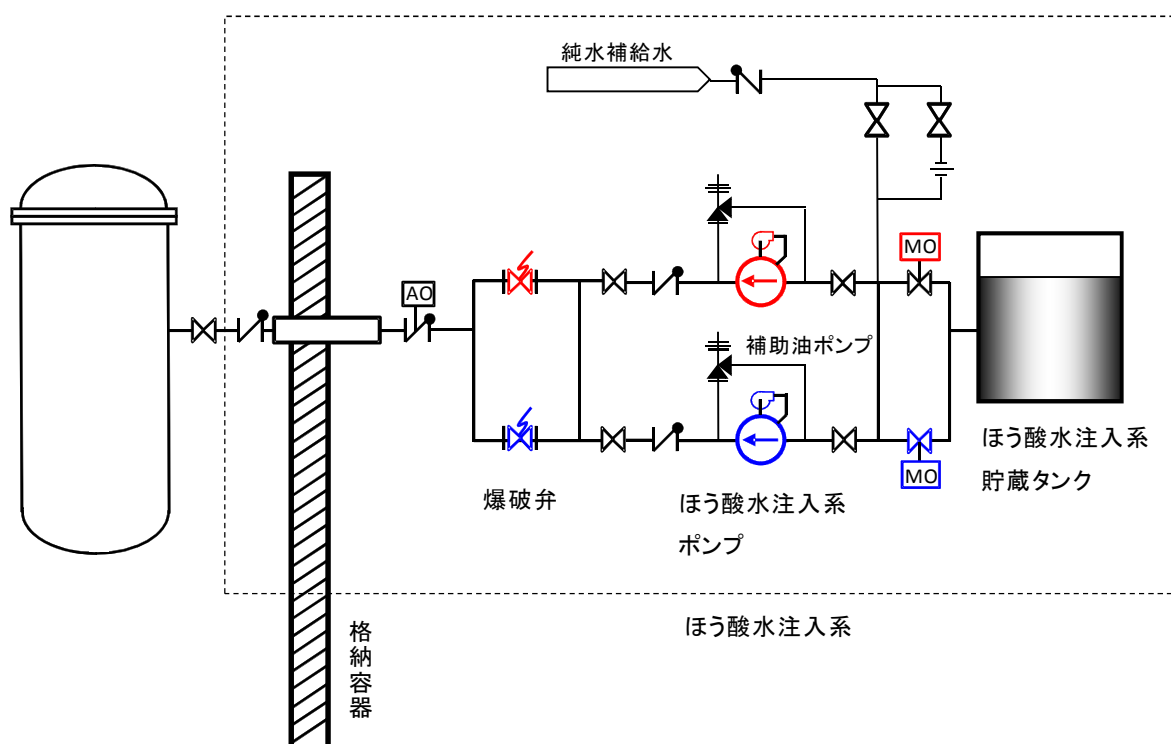 純水補給水
MO
AO
補助油ポンプ
MO
ほう酸水注入系
貯蔵タンク
爆破弁
ほう酸水注入系
ポンプ
ほう酸水注入系
格納容器